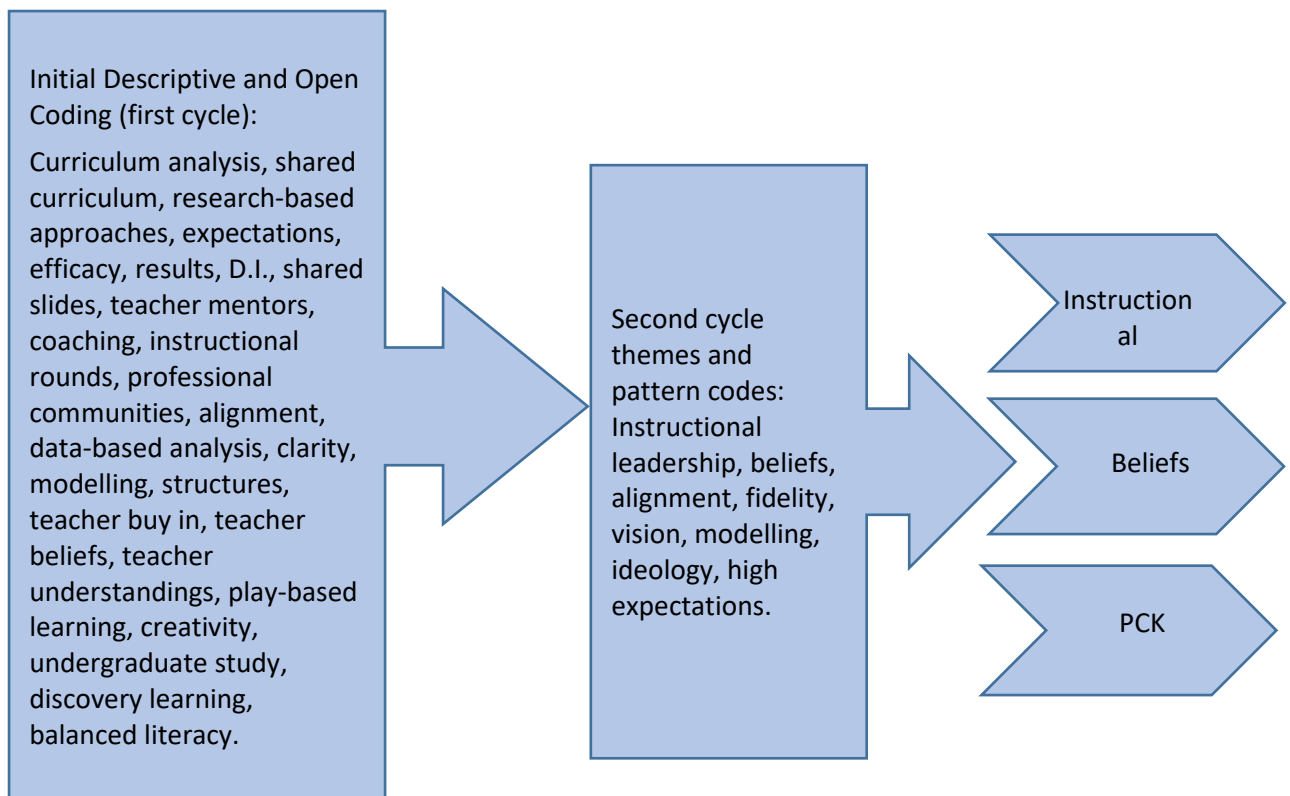 Initial Descriptive and Open
Coding (first cycle):
Curriculum analysis, shared
curriculum, research-based
approaches, expectations,
efficacy, results, D.I., shared
slides, teacher mentors,
coaching, instructional
rounds, professional
communities, alignment,
data-based analysis, clarity,
modelling, structures,
teacher buy in, teacher
beliefs, teacher
understandings, play-based
learning, creativity,
undergraduate study,
discovery learning,
balanced literacy.
Second cycle
themes and
pattern codes:
Instructional
leadership, beliefs,
alignment, fidelity,
vision, modelling,
ideology, high
expectations.
Instruction
al
Beliefs
PCK